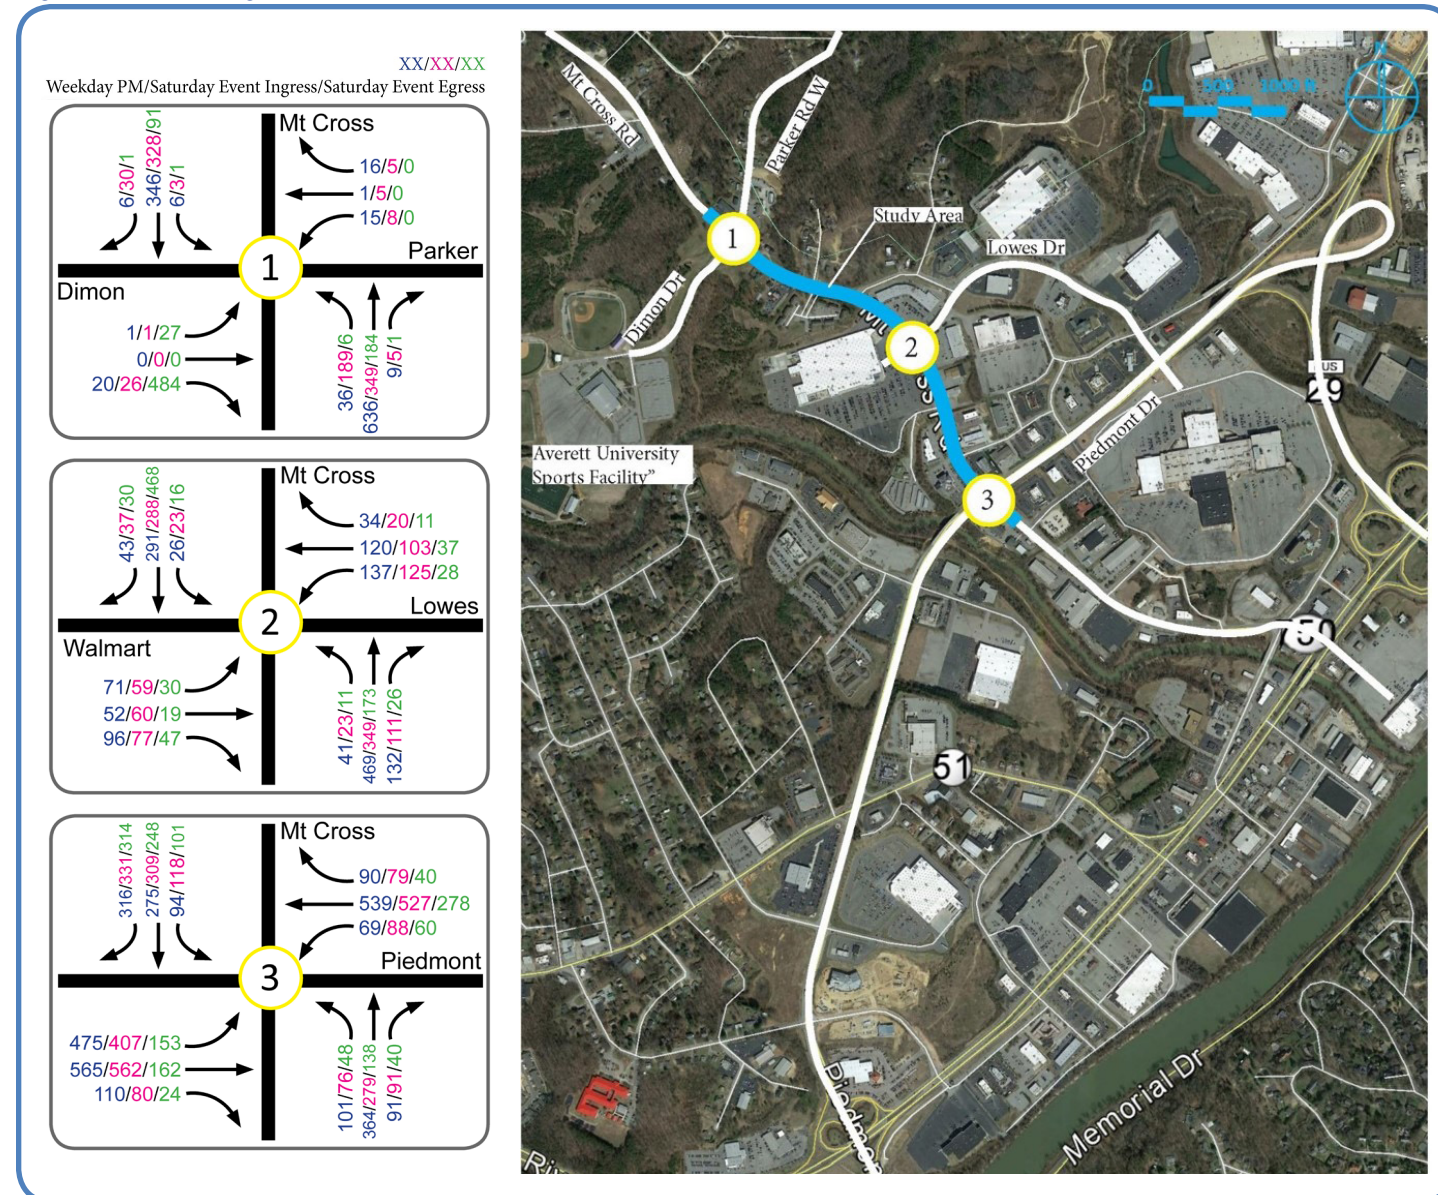 XX/XX/XX
Weekday PM/Saturday Event Ingress/Saturday Event Egress
Mt Cross
6/30/1
346/328/91
6/3/1
16/5/0
1/5/0
15/8/0
1
Parker
Dimon
1/1/27
0/0/0
20/26/484
36/189/6
636/349/184
9/5/1
Mt Cross
43/37/30
291/288/468
26/23/16
34/20/11
120/103/37
137/125/28
2
Lowes
Walmart
71/59/30
52/60/19
96/77/47
41/23/11
469/349/173
132/111/26
Mt Cross
316/331/314
275/309/248
94/118/101
90/79/40
539/527/278
69/88/60
3
Piedmont
475/407/153
565/562/162
110/80/24
101/76/48
364/279/138
91/91/40
N
0 500 3000 ft
Mt Cross Rd
Parker Rd W
1
Study Area
Lowes Dr
Dimon Dr
2
BUS
29
Piedmont Dr
Averett University
Sports Facility”
3
51
Memorial Dr